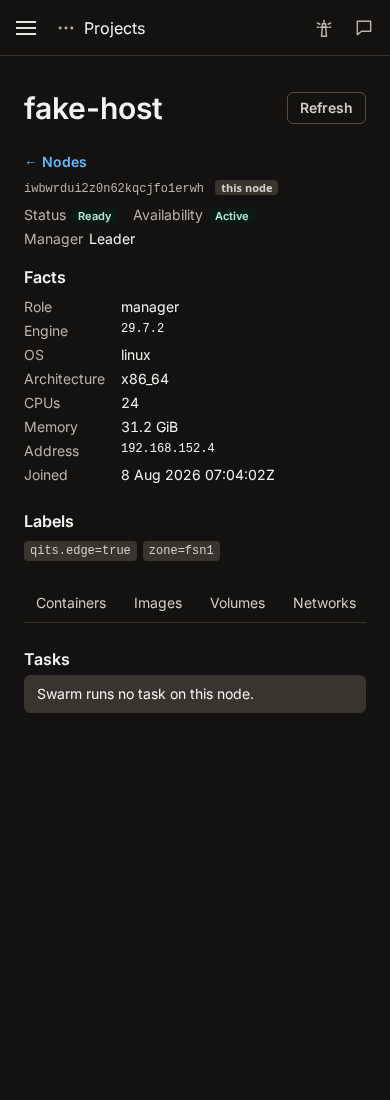 Projects
fake-host
Refresh
← Nodes
iwbwrdui2z0n62kqcjfo1erwh this node
Status Ready Availability Active
Manager Leader
Facts
Role manager
Engine 29.7.2
OS linux
Architecture x86_64
CPUs 24
Memory 31.2 GiB
Address 192.168.152.4
Joined 8 Aug 2026 07:04:02Z
Labels
qits.edge=true zone=fsn1
Containers Images Volumes Networks
Tasks
Swarm runs no task on this node.